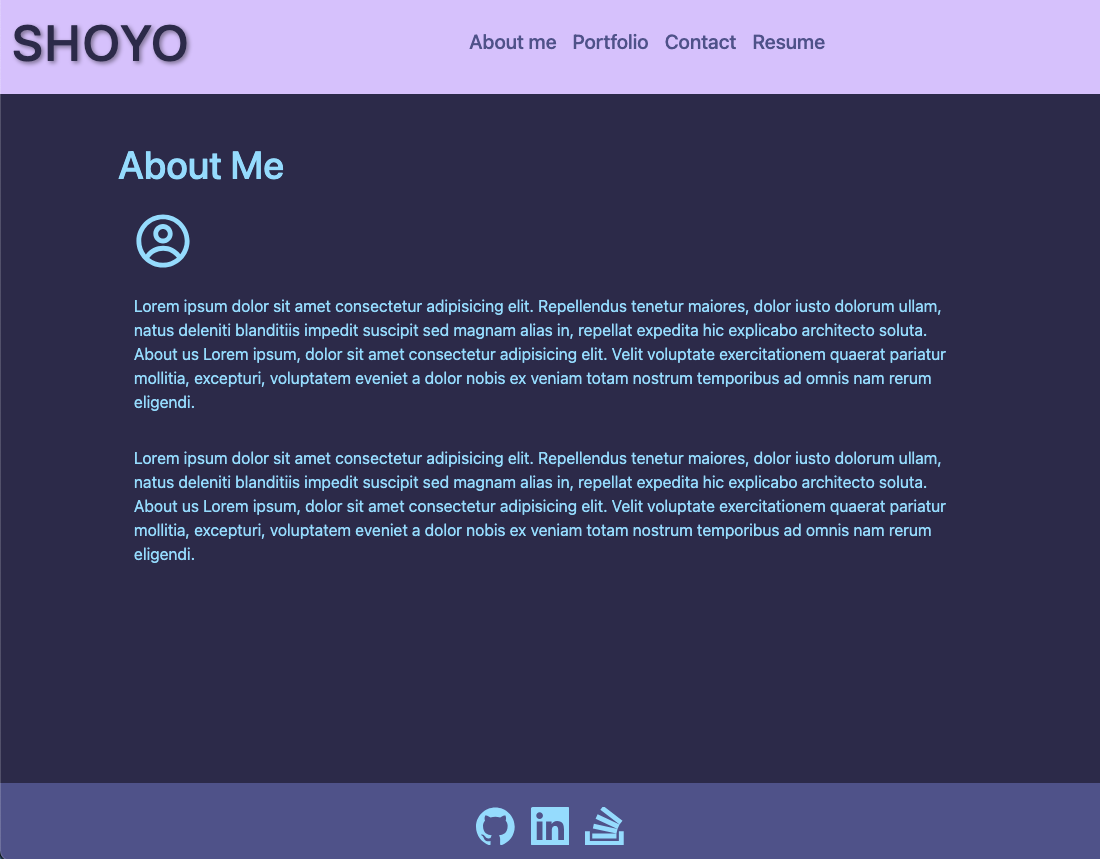 SHOYO
About me Portfolio Contact Resume
About Me
Lorem ipsum dolor sit amet consectetur adipisicing elit. Repellendus tenetur maiores, dolor iusto dolorum ullam,
natus deleniti blanditiis impedit suscipit sed magnam alias in, repellat expedita hic explicabo architecto soluta.
About us Lorem ipsum, dolor sit amet consectetur adipisicing elit. Velit voluptate exercitationem quaerat pariatur
mollitia, excepturi, voluptatem eveniet a dolor nobis ex veniam totam nostrum temporibus ad omnis nam rerum
eligendi.
Lorem ipsum dolor sit amet consectetur adipisicing elit. Repellendus tenetur maiores, dolor iusto dolorum ullam,
natus deleniti blanditiis impedit suscipit sed magnam alias in, repellat expedita hic explicabo architecto soluta.
About us Lorem ipsum, dolor sit amet consectetur adipisicing elit. Velit voluptate exercitationem quaerat pariatur
mollitia, excepturi, voluptatem eveniet a dolor nobis ex veniam totam nostrum temporibus ad omnis nam rerum
eligendi.
in